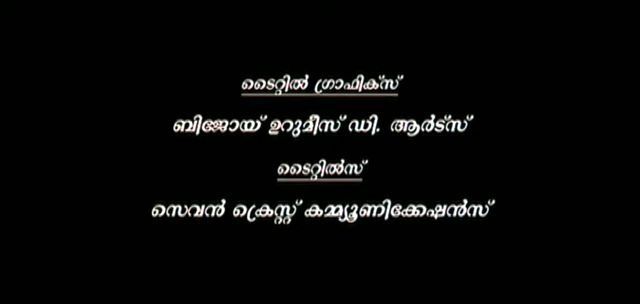 ടൈറ്റിൽ ഗ്രാഫിക്സ്
ബിജോയ് ഉറുമീസ് ഡി. ആർട്സ്
ടൈറ്റിൽസ്
സെവൻ ക്രെസ്റ്റ് കമ്മ്യൂണിക്കേഷൻസ്